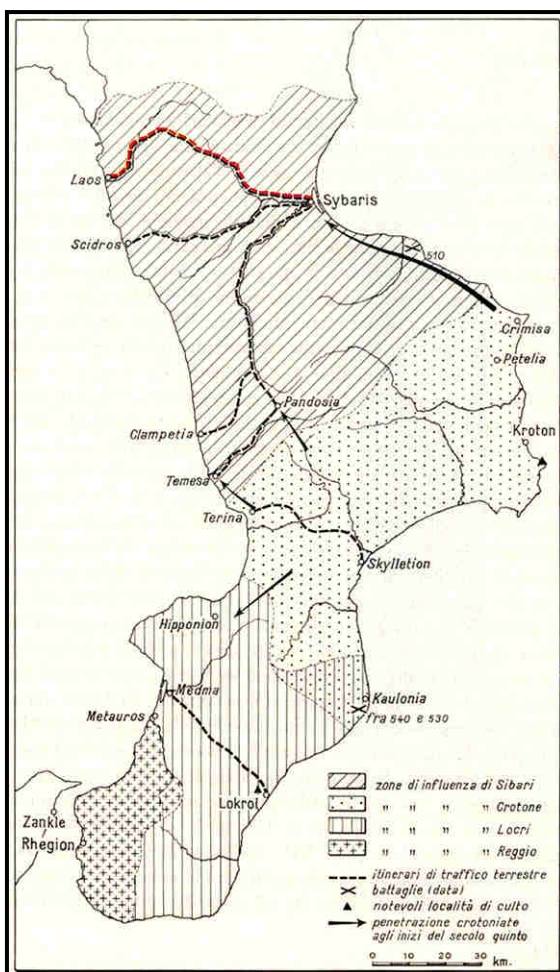 Laos
Sybaris
Scidros
510
Crimisa
Petelia
Pandosia
Clampetia
Kroton
Temesa
Terina
Skylletion
Hipponion
Medma
Kaulonia
fra 540 e 530
Metauros
Lokroi
Zankle
Rhegion
zone di influenza di Sibari
" " " " Crotone
" " " " Locri
" " " " Reggio
itinerari di traffico terrestre
battaglie (data)
notevoli località di culto
penetrazione crotoniate
agli inizi del secolo quinto
0 10 20 30
km.